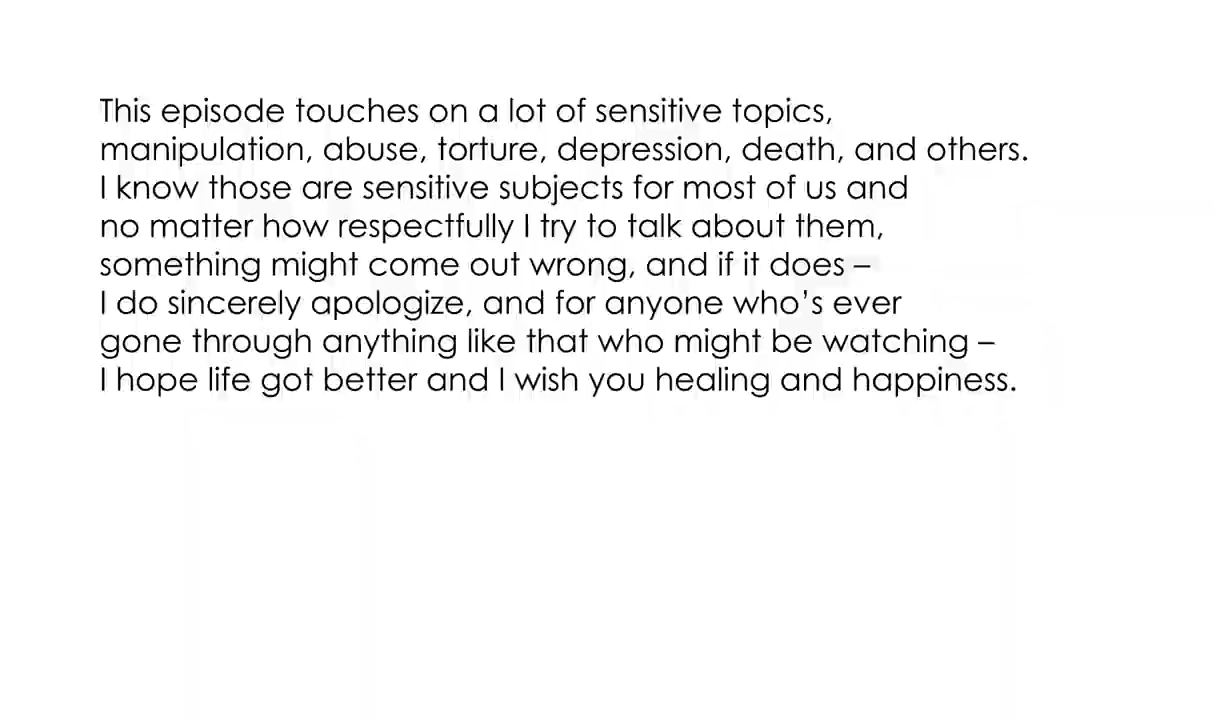 This episode touches on a lot of sensitive topics,
manipulation, abuse, torture, depression, death, and others.
I know those are sensitive subjects for most of us and
no matter how respectfully I try to talk about them,
something might come out wrong, and if it does –
I do sincerely apologize, and for anyone who’s ever
gone through anything like that who might be watching –
I hope life got better and I wish you healing and happiness.